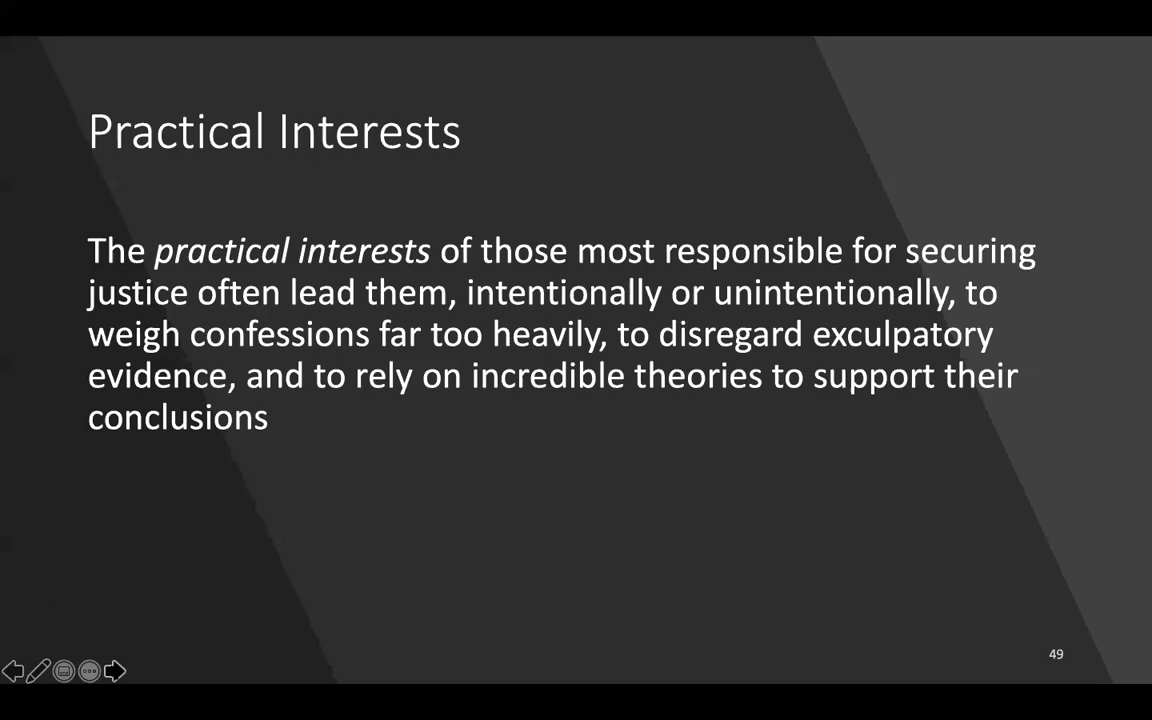 Practical Interests
The practical interests of those most responsible for securing
justice often lead them, intentionally or unintentionally, to
weigh confessions far too heavily, to disregard exculpatory
evidence, and to rely on incredible theories to support their
conclusions
49